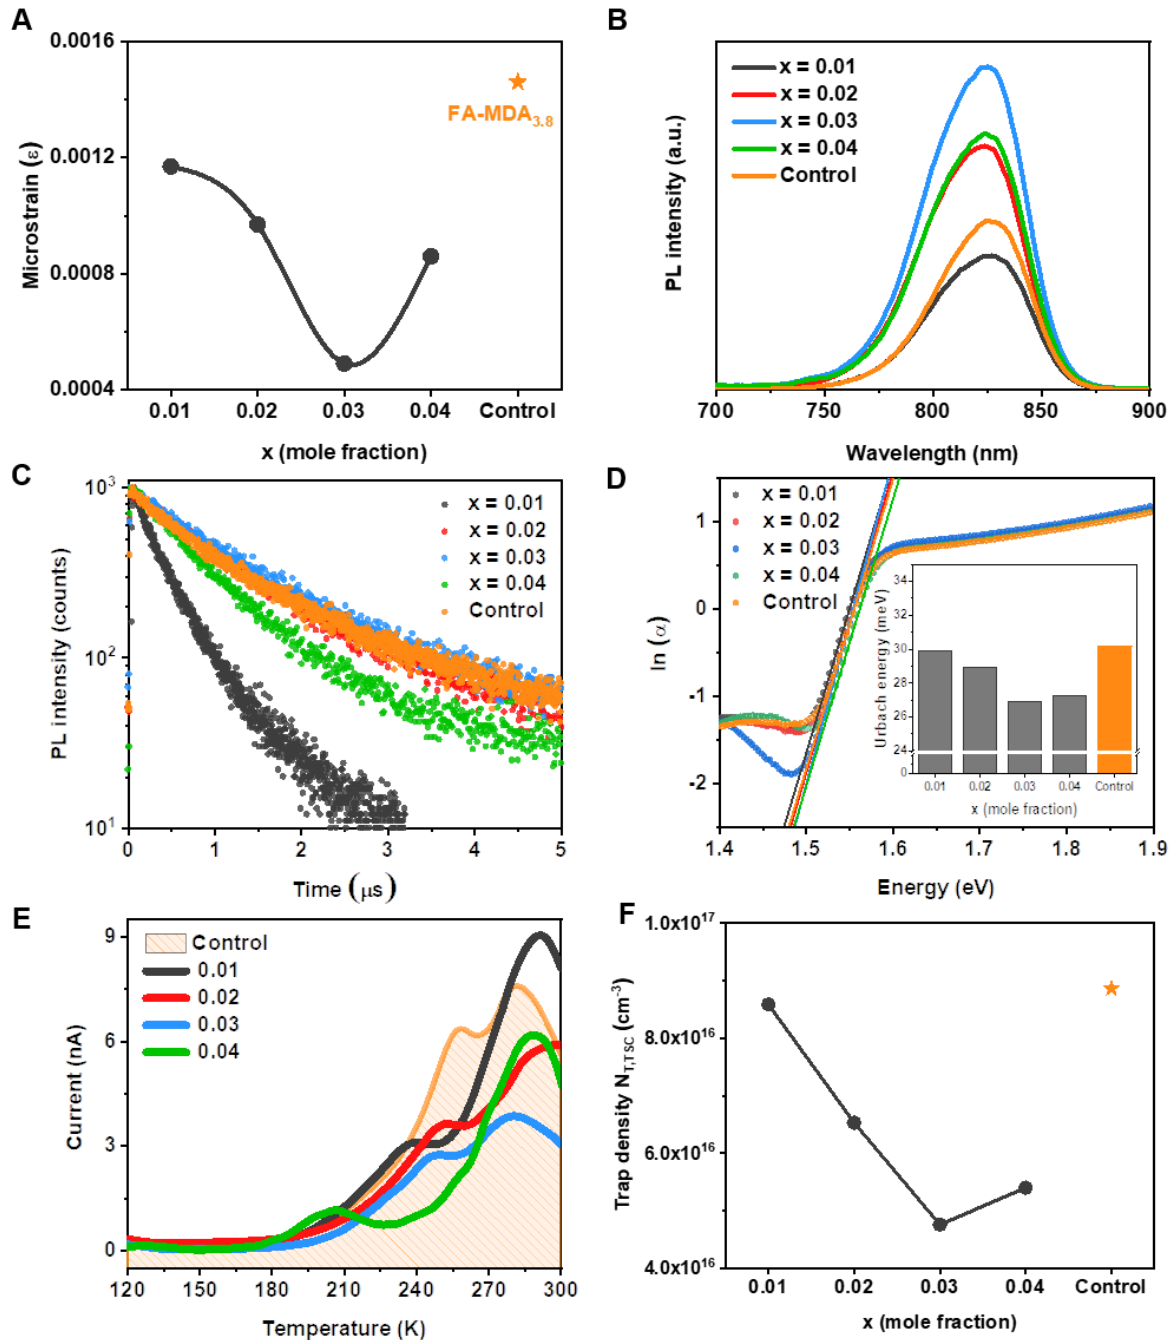 A
0.0016
0.0012
0.0008
0.0004
Microstrain (ε)
FA-MDA3.8
0.01 0.02 0.03 0.04 Control
x (mole fraction)
B
x = 0.01
x = 0.02
x = 0.03
x = 0.04
Control
PL intensity (a.u.)
700 750 800 850 900
Wavelength (nm)
C
10³
10²
10¹
PL intensity (counts)
x = 0.01
x = 0.02
x = 0.03
x = 0.04
Control
0 1 2 3 4 5
Time (μs)
D
1
0
-1
-2
ln (α)
x = 0.01
x = 0.02
x = 0.03
x = 0.04
Control
34
32
30
28
26
24
0
Urbach energy (meV)
0.01 0.02 0.03 0.04 Control
x (mole fraction)
1.4 1.5 1.6 1.7 1.8 1.9
Energy (eV)
E
9
6
3
0
Current (nA)
Control
0.01
0.02
0.03
0.04
120 150 180 210 240 270 300
Temperature (K)
F
1.0x10¹⁷
8.0x10¹⁶
6.0x10¹⁶
4.0x10¹⁶
Trap density N_T,TSC (cm⁻³)
0.01 0.02 0.03 0.04 Control
x (mole fraction)